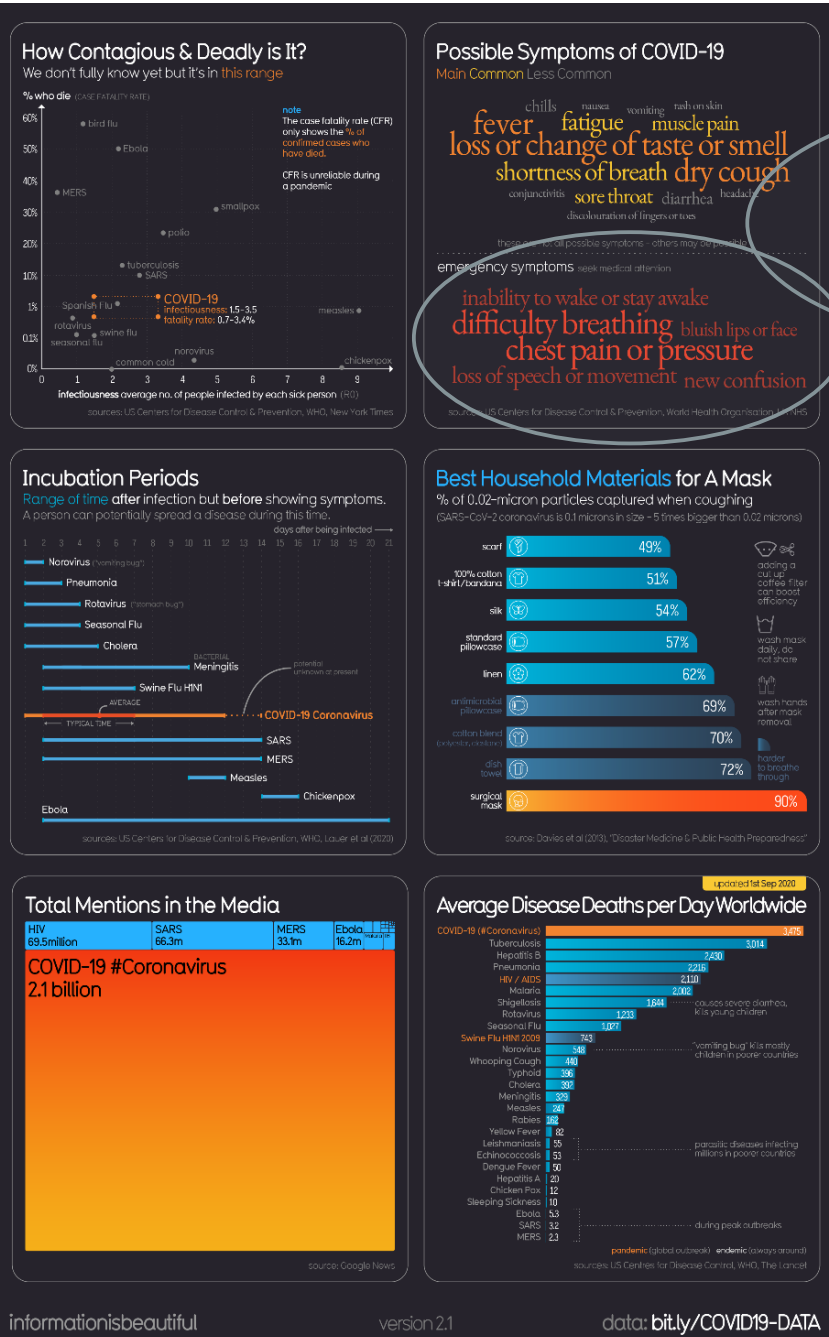 How Contagious & Deadly is It?
We don't fully know yet but it's in this range
% who die (CASE FATALITY RATE)
60%
50%
40%
30%
20%
10%
1%
0.1%
0%
bird flu
Ebola
MERS
smallpox
polio
tuberculosis
SARS
Spanish Flu
COVID-19
infectiousness: 1.5-3.5
fatality rate: 0.7-3.4%
measles
rotavirus
swine flu
seasonal flu
norovirus
common cold
chickenpox
note
The case fatality rate (CFR)
only shows the % of
confirmed cases who
have died.
CFR is unreliable during
a pandemic
0 1 2 3 4 5 6 7 8 9
infectiousness average no. of people infected by each sick person (R0)
sources: US Centers for Disease Control & Prevention, WHO, New York Times
Possible Symptoms of COVID-19
Main Common Less Common
chills nausea vomiting rash on skin
fever fatigue muscle pain
loss or change of taste or smell
shortness of breath dry cough
conjunctivitis sore throat diarrhea headache
discolouration of fingers or toes
these are not all possible symptoms - others may be possible
emergency symptoms seek medical attention
inability to wake or stay awake
difficulty breathing bluish lips or face
chest pain or pressure
loss of speech or movement new confusion
sources: US Centers for Disease Control & Prevention, World Health Organisation, NHS
Incubation Periods
Range of time after infection but before showing symptoms.
A person can potentially spread a disease during this time.
days after being infected
1 2 3 4 5 6 7 8 9 10 11 12 13 14 15 16 17 18 19 20 21
Norovirus ("vomiting bug")
Pneumonia
Rotavirus ("stomach bug")
Seasonal Flu
Cholera
BACTERIAL
Meningitis
potential
unknown at present
Swine Flu H1N1
AVERAGE
COVID-19 Coronavirus
TYPICAL TIME
SARS
MERS
Measles
Chickenpox
Ebola
sources: US Centers for Disease Control & Prevention, WHO, Lauer et al (2020)
Best Household Materials for A Mask
% of 0.02-micron particles captured when coughing
(SARS-CoV-2 coronavirus is 0.1 microns in size - 5 times bigger than 0.02 microns)
scarf 49%
100% cotton
t-shirt/bandana 51%
silk 54%
standard
pillowcase 57%
linen 62%
antimicrobial
pillowcase 69%
cotton blend
(polyester, elastane) 70%
dish
towel 72%
surgical
mask 90%
adding a
cut up
coffee filter
can boost
efficiency
wash mask
daily, do
not share
wash hands
after mask
removal
harder
to breathe
through
source: Davies et al (2013), "Disaster Medicine & Public Health Preparedness"
Total Mentions in the Media
HIV
69.5million
SARS
66.3m
MERS
33.1m
Ebola
16.2m
COVID-19 #Coronavirus
2.1 billion
source: Google News
updated 1st Sep 2020
Average Disease Deaths per Day Worldwide
COVID-19 (#Coronavirus) 3,475
Tuberculosis 3,014
Hepatitis B 2,430
Pneumonia 2,216
HIV / AIDS 2,110
Malaria 2,002
Shigellosis 1,644
causes severe diarrhea,
kills young children
Rotavirus 1,233
Seasonal Flu 1,027
Swine Flu H1N1 2009 743
Norovirus 548
"vomiting bug" kills mostly
children in poorer countries
Whooping Cough 440
Typhoid 396
Cholera 392
Meningitis 329
Measles 247
Rabies 162
Yellow Fever 82
Leishmaniasis 55
Echinococcosis 53
parasitic diseases infecting
millions in poorer countries
Dengue Fever 50
Hepatitis A 20
Chicken Pox 12
Sleeping Sickness 10
Ebola 5.3
SARS 3.2
during peak outbreaks
MERS 2.3
pandemic (global outbreak) endemic (always around)
sources: US Centres for Disease Control, WHO, The Lancet
informationisbeautiful
version 2.1
data: bit.ly/COVID19-DATA